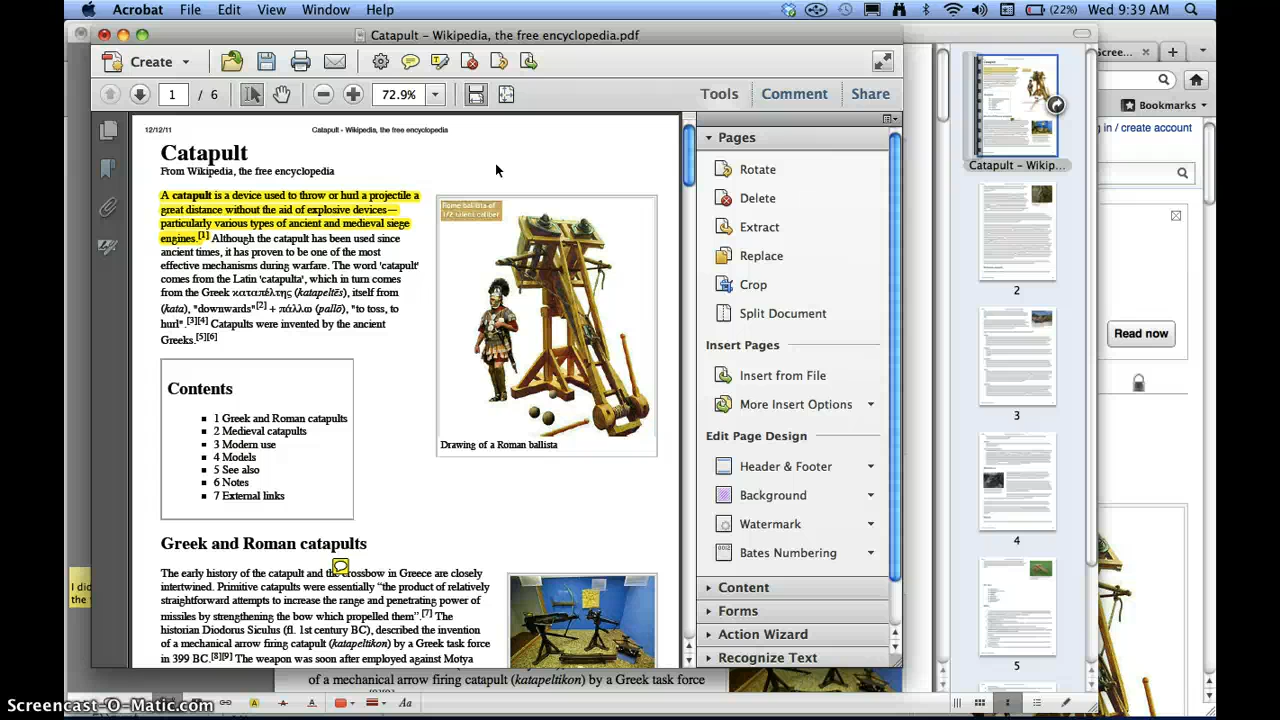 Acrobat File Edit View Window Help
(22%) Wed 9:39 AM
Catapult – Wikipedia, the free encyclopedia.pdf
Create
1 / 6
72.9%
Tools Comment Share
12/12/11 Catapult - Wikipedia, the free encyclopedia
Catapult
From Wikipedia, the free encyclopedia
A catapult is a device used to throw or hurl a projectile a
great distance without the aid of explosive devices—
particularly various types of ancient and medieval siege
engines.[1] Although the catapult has been used since
ancient times, it has proven to be one of the most
effective mechanisms during warfare. The word 'catapult'
comes from the Latin 'catapulta', which in turn comes
from the Greek καταπέλτης (katapeltēs), itself from
(kata), "downwards"[2] + πάλλω (pallō), "to toss, to
hurl".[3][4] Catapults were invented by the ancient
Greeks.[5][6]
Rome ballista of
1/2 talent caliber
Drawing of a Roman ballista
Contents
1 Greek and Roman catapults
2 Medieval catapults
3 Modern use
4 Models
5 See also
6 Notes
7 External links
Greek and Roman catapults
The early history of the catapult and the crossbow in Greece are closely
intertwined. Primitive catapults were essentially “the product of relatively
straightforward attempts to increase the range and penetrating power of
missiles by strengthening the bow which propelled them”.[7] The
historian Diodorus Siculus (fl. 1st century BC), described the invention
of a mechanical arrow firing catapult (katapeltikon) by a Greek task force
in 399 BC.[8][9] The weapon was soon after employed against Motya
Pages
Rotate
Delete
Extract
Replace
Crop
Split Document
Insert Pages
Insert from File
More Insert Options
Edit Page Design
Header & Footer
Background
Watermark
Bates Numbering
Content
Forms
Action Wizard
Recognize Text
Catapult – Wikip...
2
3
4
5
Scree...
Bookmarks
in / create account
Read now
I did
the
of a mechanical arrow firing catapult (katapeltikon) by a Greek task force
Aa
Screencast-O-Matic.com